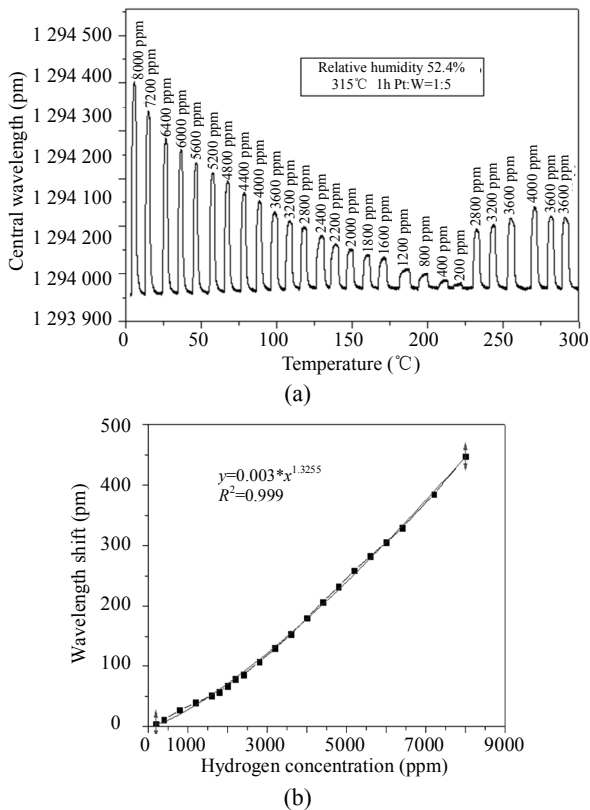 1 294 500
1 294 400
1 294 300
1 294 200
1 294 100
1 294 200
1 294 000
1 293 900
Central wavelength (pm)
8000 ppm
7200 ppm
6400 ppm
6000 ppm
5600 ppm
5200 ppm
4800 ppm
4400 ppm
4000 ppm
3600 ppm
3200 ppm
2800 ppm
2400 ppm
2200 ppm
2000 ppm
1800 ppm
1600 ppm
1200 ppm
800 ppm
400 ppm
200 ppm
2800 ppm
3200 ppm
3600 ppm
4000 ppm
3600 ppm
3600 ppm
Relative humidity 52.4%
315℃ 1h Pt:W=1:5
0 50 100 150 200 250 300
Temperature (℃)
(a)
500
400
300
200
100
0
Wavelength shift (pm)
y=0.003*x^1.3255
R²=0.999
0 1000 3000 5000 7000 9000
Hydrogen concentration (ppm)
(b)